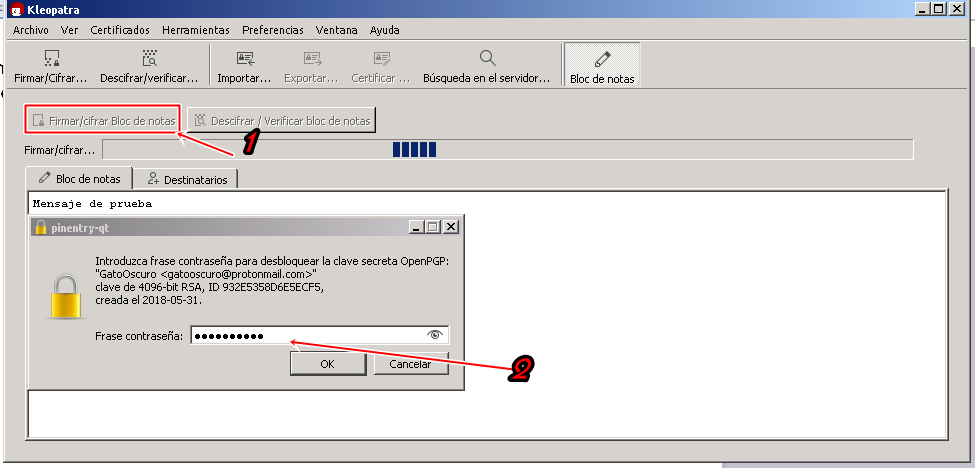 Kleopatra
Archivo Ver Certificados Herramientas Preferencias Ventana Ayuda
Firmar/Cifrar... Descifrar/verificar... Importar... Exportar... Certificar ... Búsqueda en el servidor... Bloc de notas
Firmar/cifrar Bloc de notas Descifrar / Verificar bloc de notas
1
Firmar/cifrar...
Bloc de notas Destinatarios
Mensaje de prueba
pinentry-qt
Introduzca frase contraseña para desbloquear la clave secreta OpenPGP:
"GatoOscuro <gatooscuro@protonmail.com>"
clave de 4096-bit RSA, ID 932E5358D6E5ECF5,
creada el 2018-05-31.
Frase contraseña: ●●●●●●●●●●
OK Cancelar
2